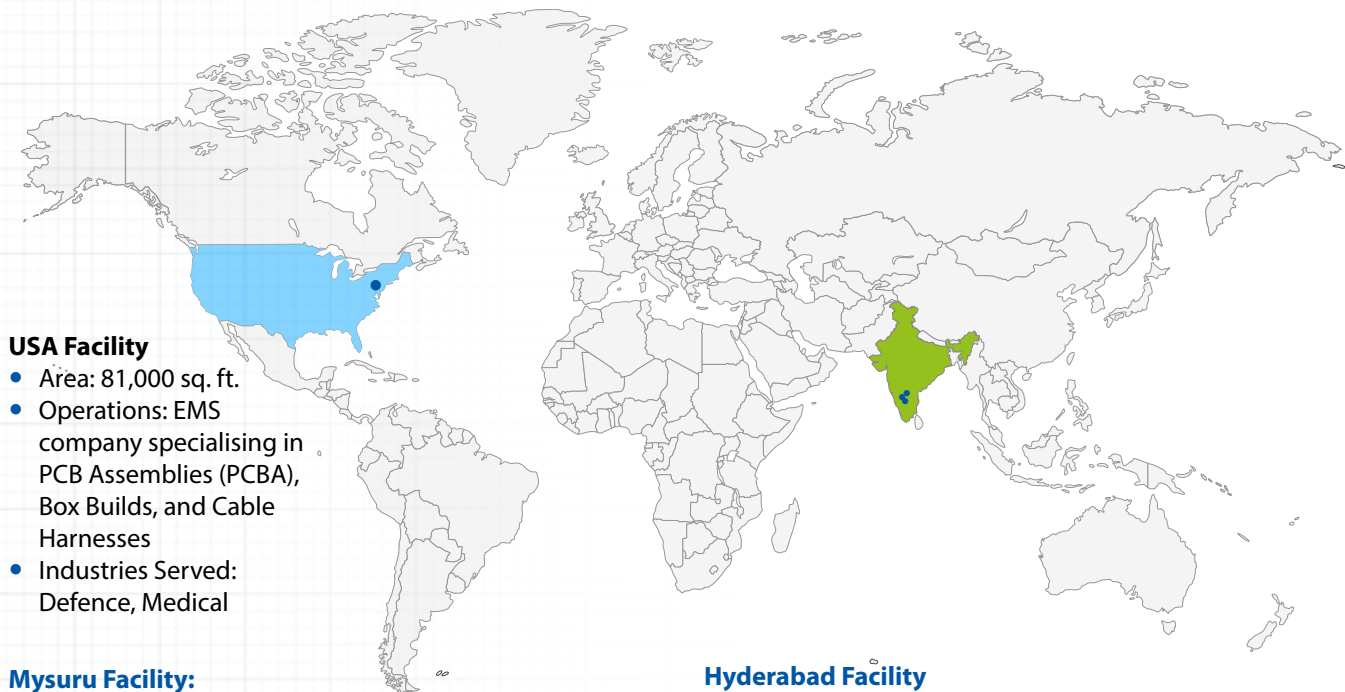 USA Facility
• Area: 81,000 sq. ft.
• Operations: EMS
company specialising in
PCB Assemblies (PCBA),
Box Builds, and Cable
Harnesses
• Industries Served:
Defence, Medical
Mysuru Facility:
Hyderabad Facility